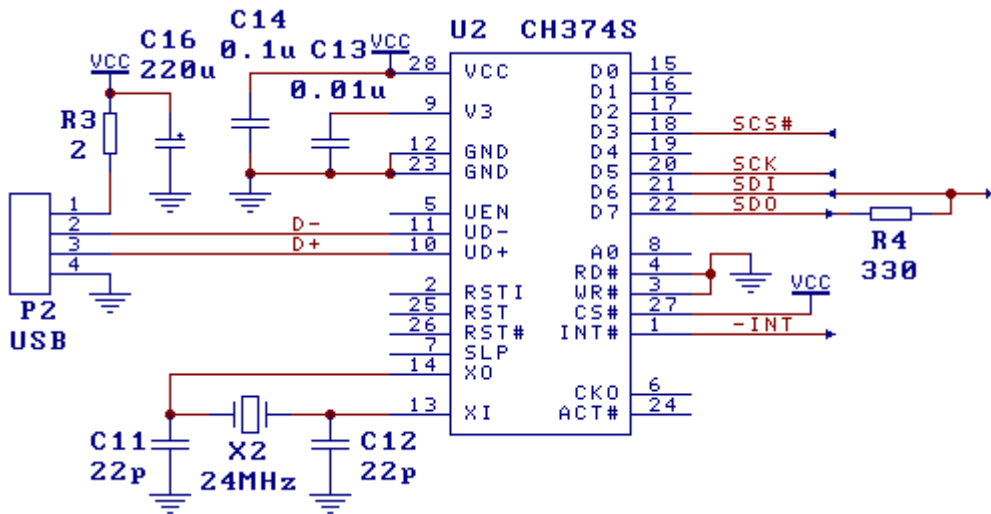 U2 CH374S
C14
0.1u
C13
0.01u
VCC
C16
220u
VCC
R3
2
28 VCC
9 V3
12 GND
23 GND
5 UEN
11 UD-
10 UD+
2 RSTI
25 RST
26 RST#
7 SLP
14 XO
13 XI
D0 15
D1 16
D2 17
D3 18 SCS#
D4 19
D5 20 SCK
D6 21 SDI
D7 22 SDO
A0 8
RD# 4
WR# 3
CS# 27
INT# 1 -INT
CKO 6
ACT# 24
R4
330
VCC
1
2 D-
3 D+
4
P2
USB
C11
22p
X2
24MHz
C12
22p